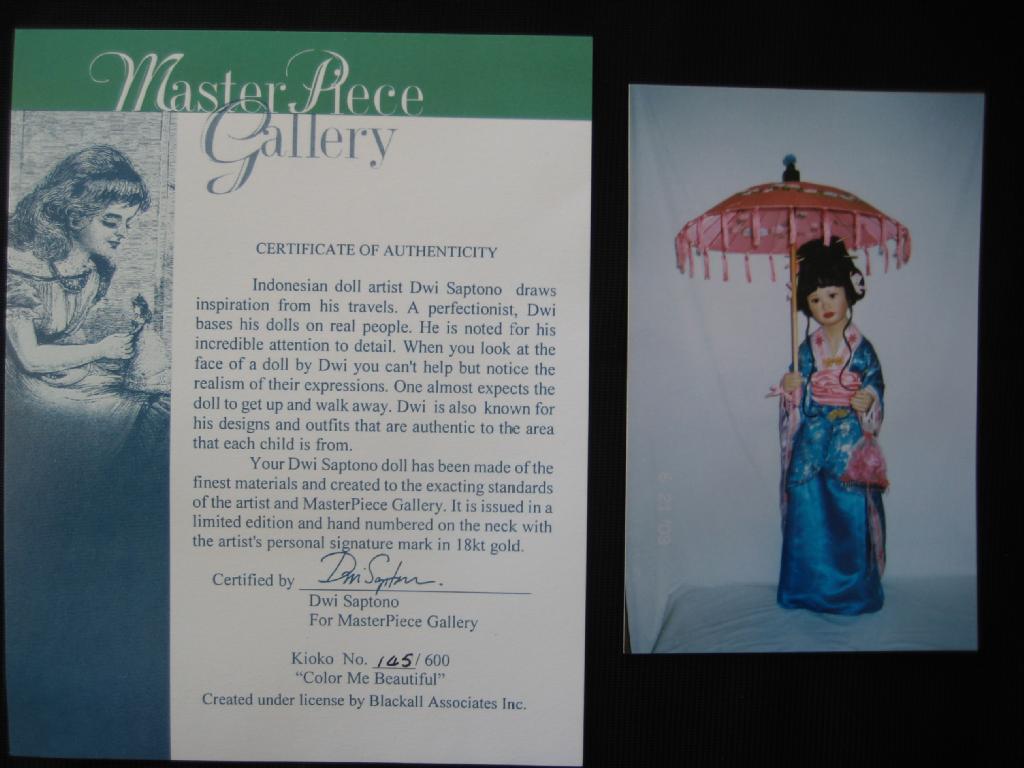 MasterPiece
Gallery
CERTIFICATE OF AUTHENTICITY
Indonesian doll artist Dwi Saptono draws
inspiration from his travels. A perfectionist, Dwi
bases his dolls on real people. He is noted for his
incredible attention to detail. When you look at the
face of a doll by Dwi you can't help but notice the
realism of their expressions. One almost expects the
doll to get up and walk away. Dwi is also known for
his designs and outfits that are authentic to the area
that each child is from.
Your Dwi Saptono doll has been made of the
finest materials and created to the exacting standards
of the artist and MasterPiece Gallery. It is issued in a
limited edition and hand numbered on the neck with
the artist's personal signature mark in 18kt gold.
Certified by Dwi Saptono.
Dwi Saptono
For MasterPiece Gallery
Kioko No. 145/ 600
“Color Me Beautiful”
Created under license by Blackall Associates Inc.
6 21 '03